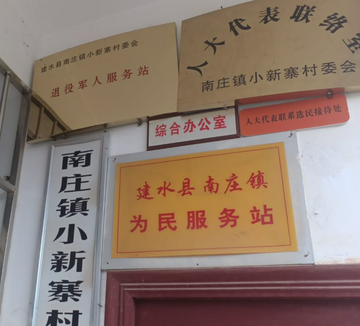 建水县南庄镇小新寨村委会
退役军人服务站
人大代表联络室
南庄镇小新寨村委会
综合办公室
人大代表联系选民接待处
建水县南庄镇
为民服务站
南庄镇小新寨村